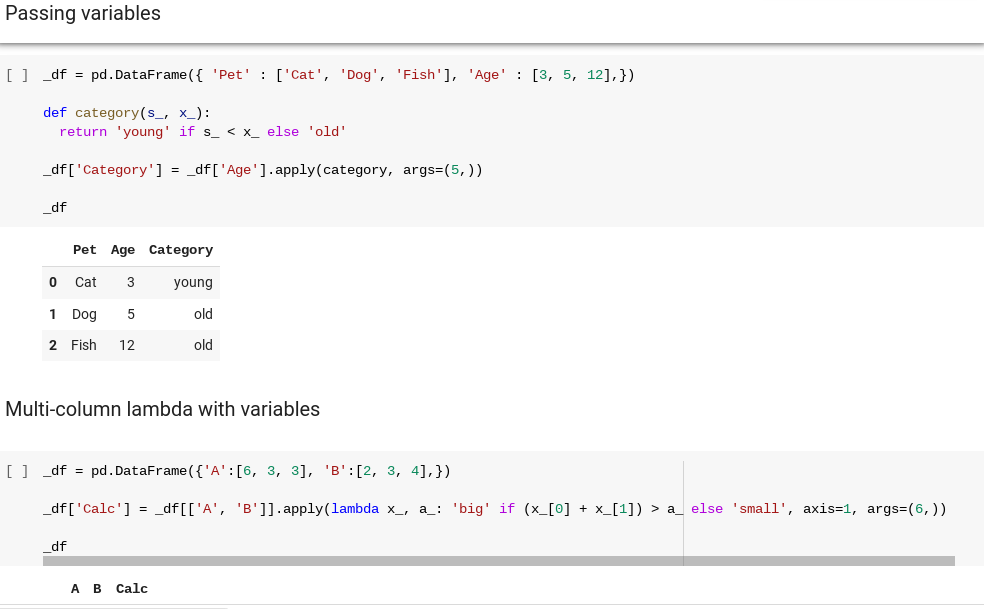 Passing variables
[ ] _df = pd.DataFrame({ 'Pet' : ['Cat', 'Dog', 'Fish'], 'Age' : [3, 5, 12],})
def category(s_, x_):
return 'young' if s_ < x_ else 'old'
_df['Category'] = _df['Age'].apply(category, args=(5,))
_df
Pet Age Category
0 Cat 3 young
1 Dog 5 old
2 Fish 12 old
Multi-column lambda with variables
[ ] _df = pd.DataFrame({'A':[6, 3, 3], 'B':[2, 3, 4],})
_df['Calc'] = _df[['A', 'B']].apply(lambda x_, a_: 'big' if (x_[0] + x_[1]) > a_ else 'small', axis=1, args=(6,))
_df
A B Calc